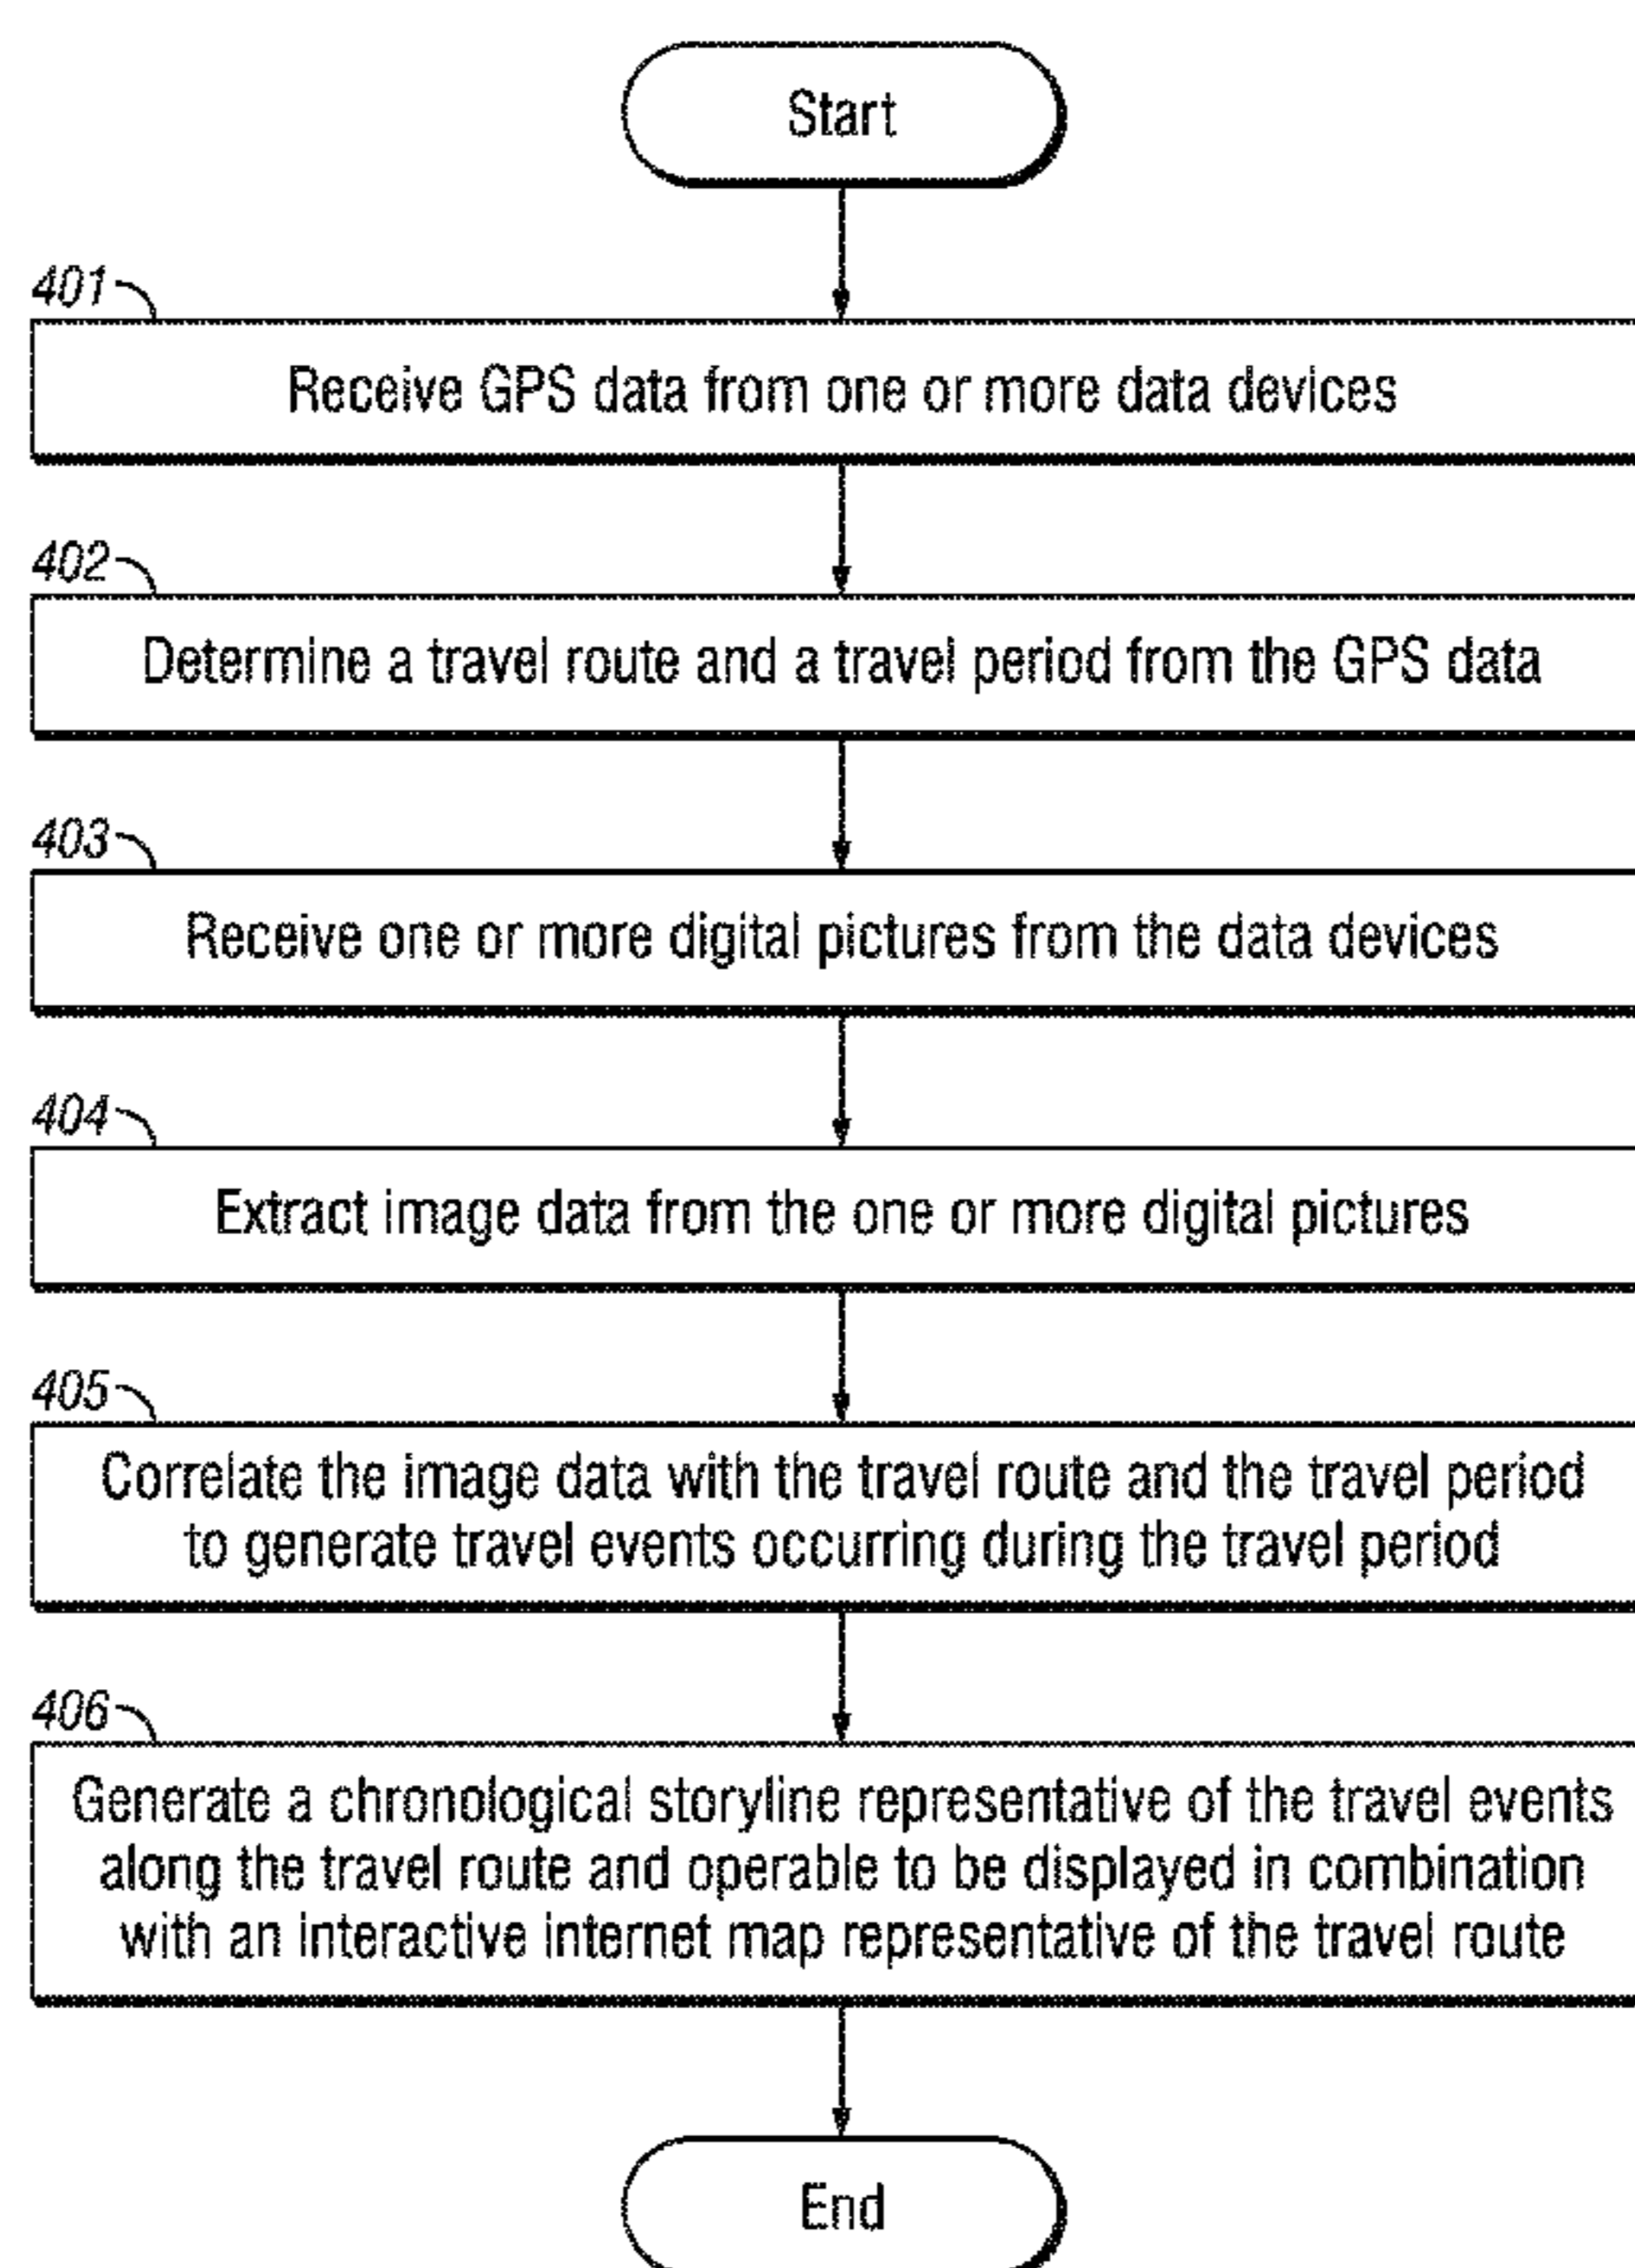 Start
401
Receive GPS data from one or more data devices
402
Determine a travel route and a travel period from the GPS data
403
Receive one or more digital pictures from the data devices
404
Extract image data from the one or more digital pictures
405
Correlate the image data with the travel route and the travel period
to generate travel events occurring during the travel period
406
Generate a chronological storyline representative of the travel events
along the travel route and operable to be displayed in combination
with an interactive internet map representative of the travel route
End